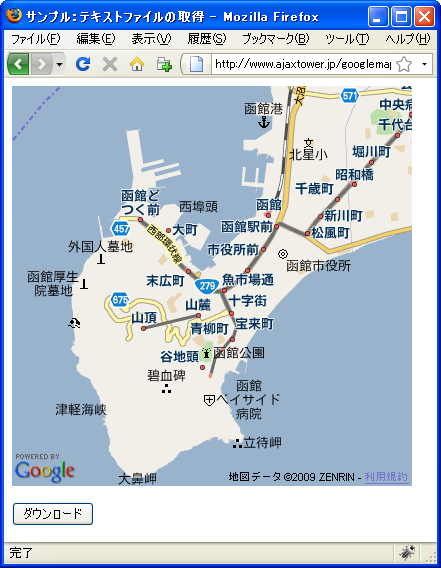 サンプル：テキストファイルの取得 - Mozilla Firefox
ファイル(F) 編集(E) 表示(V) 履歴(S) ブックマーク(B) ツール(T) ヘルプ(H)
http://www.ajaxtower.jp/googlema
函館港
571
中央病
千代台
北星小
堀川町
昭和橋
千歳町
函館ど
つく前
西埠頭
函館
新川町
457
大町
函館駅前
松風町
西部環状線
外国人墓地
市役所前
函館市役所
函館厚生
院墓地
末広町
279
魚市場通
675
山麓
十字街
山頂
青柳町
宝来町
谷地頭
函館公園
碧血碑
函館
ベイサイド
病院
津軽海峡
立待岬
POWERED BY
Google
大鼻岬
地図データ ©2009 ZENRIN - 利用規約
ダウンロード
完了